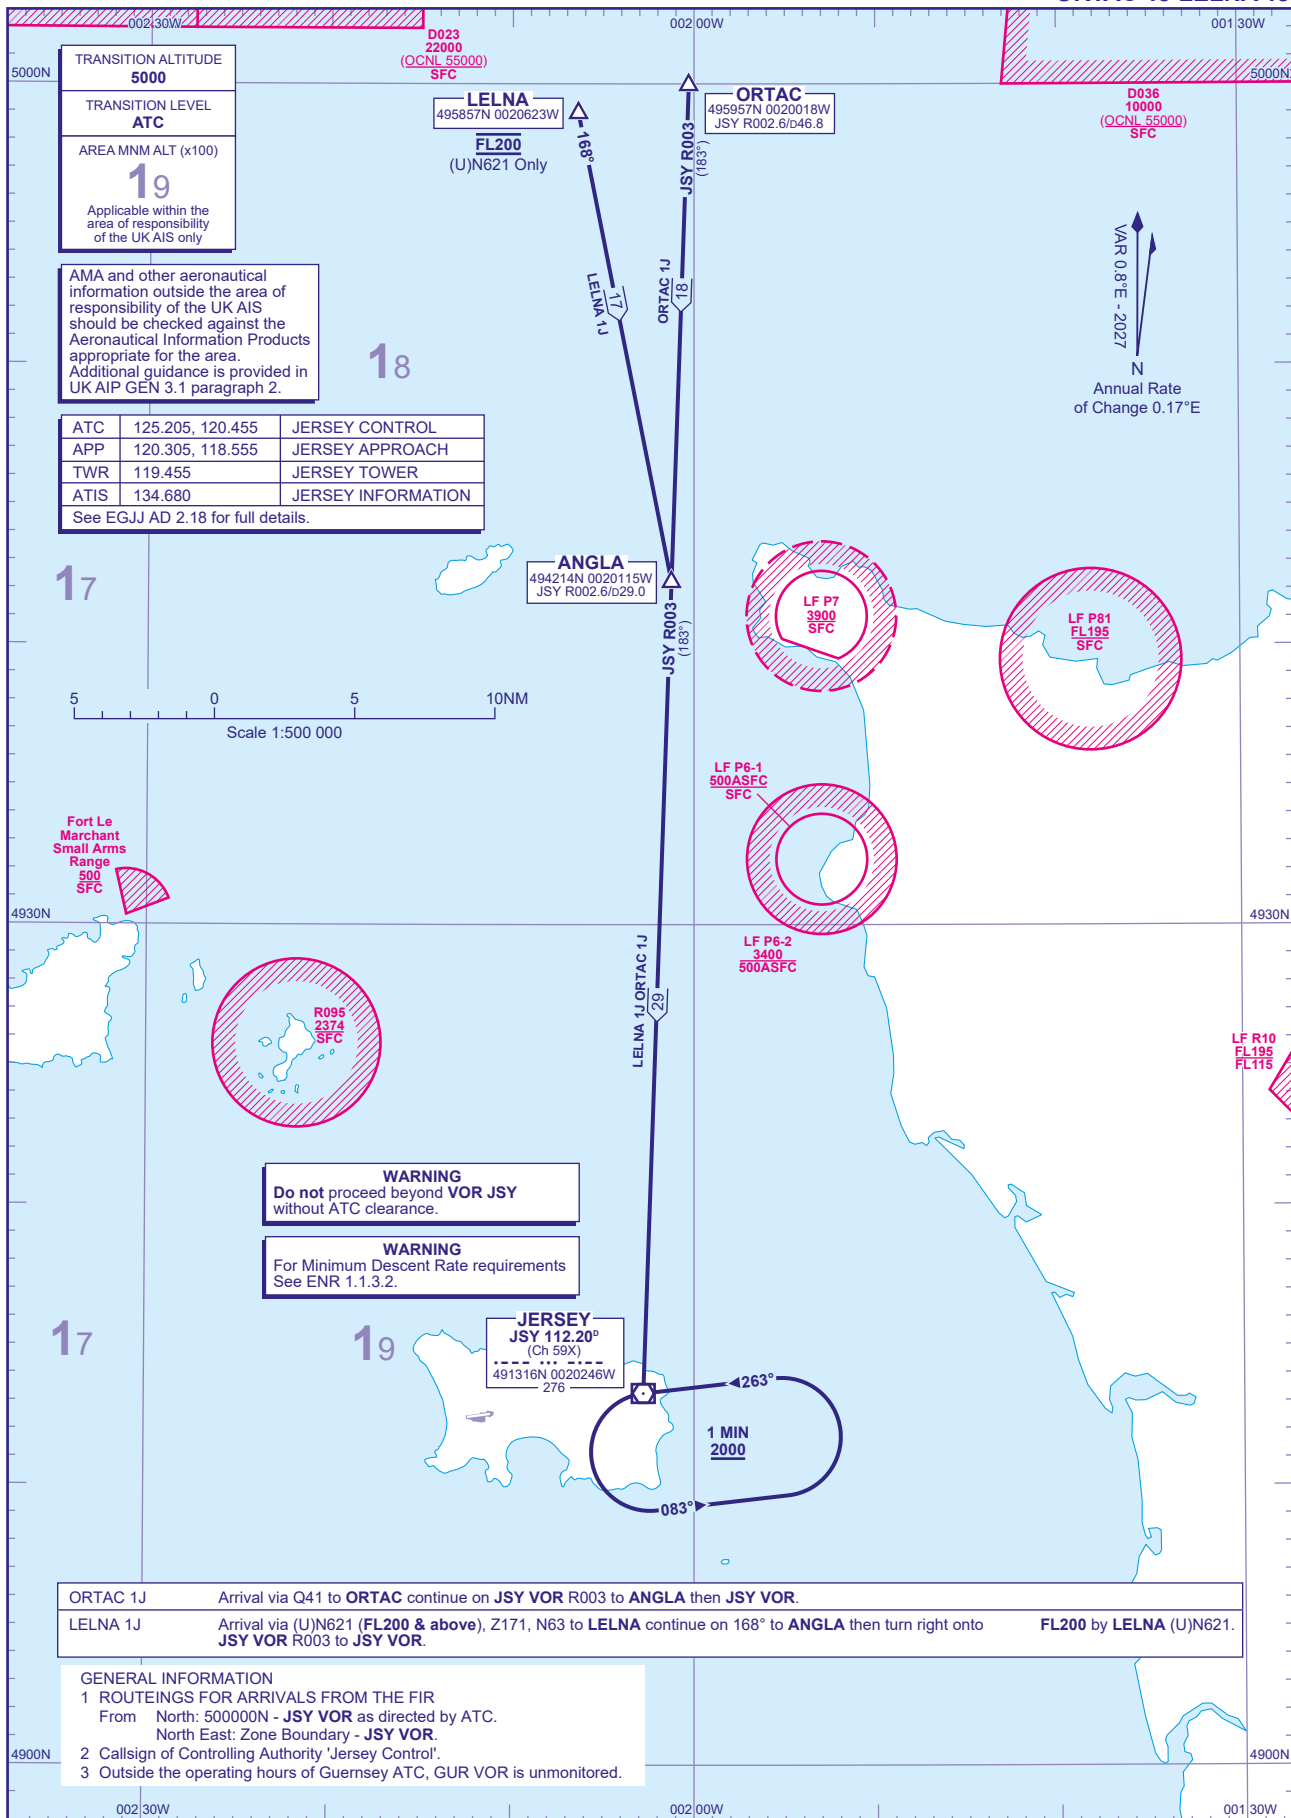 002 30W
002 00W
001 30W
5000N
5000N
TRANSITION ALTITUDE
5000
TRANSITION LEVEL
ATC
AREA MNM ALT (x100)
19
Applicable within the
area of responsibility
of the UK AIS only
D023
22000
(OCNL 55000)
SFC
LELNA
495857N 0020623W
FL200
(U)N621 Only
168°
ORTAC
495957N 0020018W
JSY R002.6/D46.8
JSY R003
(183°)
D036
10000
(OCNL 55000)
SFC
VAR 0.8°E - 2027
N
Annual Rate
of Change 0.17°E
AMA and other aeronautical
information outside the area of
responsibility of the UK AIS
should be checked against the
Aeronautical Information Products
appropriate for the area.
Additional guidance is provided in
UK AIP GEN 3.1 paragraph 2.
18
LELNA 1J
17
ORTAC 1J
18
ATC 125.205, 120.455 JERSEY CONTROL
APP 120.305, 118.555 JERSEY APPROACH
TWR 119.455 JERSEY TOWER
ATIS 134.680 JERSEY INFORMATION
See EGJJ AD 2.18 for full details.
17
ANGLA
494214N 0020115W
JSY R002.6/D29.0
JSY R003
(183°)
LF P7
3900
SFC
LF P81
FL195
SFC
5 0 5 10NM
Scale 1:500 000
LF P6-1
500ASFC
SFC
Fort Le
Marchant
Small Arms
Range
500
SFC
4930N
4930N
LF P6-2
3400
500ASFC
LELNA 1J ORTAC 1J
29
R095
2374
SFC
LF R10
FL195
FL115
WARNING
Do not proceed beyond VOR JSY
without ATC clearance.
WARNING
For Minimum Descent Rate requirements
See ENR 1.1.3.2.
17
19
JERSEY
JSY 112.20D
(Ch 59X)
491316N 0020246W
276
263°
1 MIN
2000
083°
ORTAC 1J Arrival via Q41 to ORTAC continue on JSY VOR R003 to ANGLA then JSY VOR.
LELNA 1J Arrival via (U)N621 (FL200 & above), Z171, N63 to LELNA continue on 168° to ANGLA then turn right onto FL200 by LELNA (U)N621.
JSY VOR R003 to JSY VOR.
GENERAL INFORMATION
1 ROUTEINGS FOR ARRIVALS FROM THE FIR
From North: 500000N - JSY VOR as directed by ATC.
North East: Zone Boundary - JSY VOR.
2 Callsign of Controlling Authority 'Jersey Control'.
3 Outside the operating hours of Guernsey ATC, GUR VOR is unmonitored.
4900N
4900N
002 30W
002 00W
001 30W